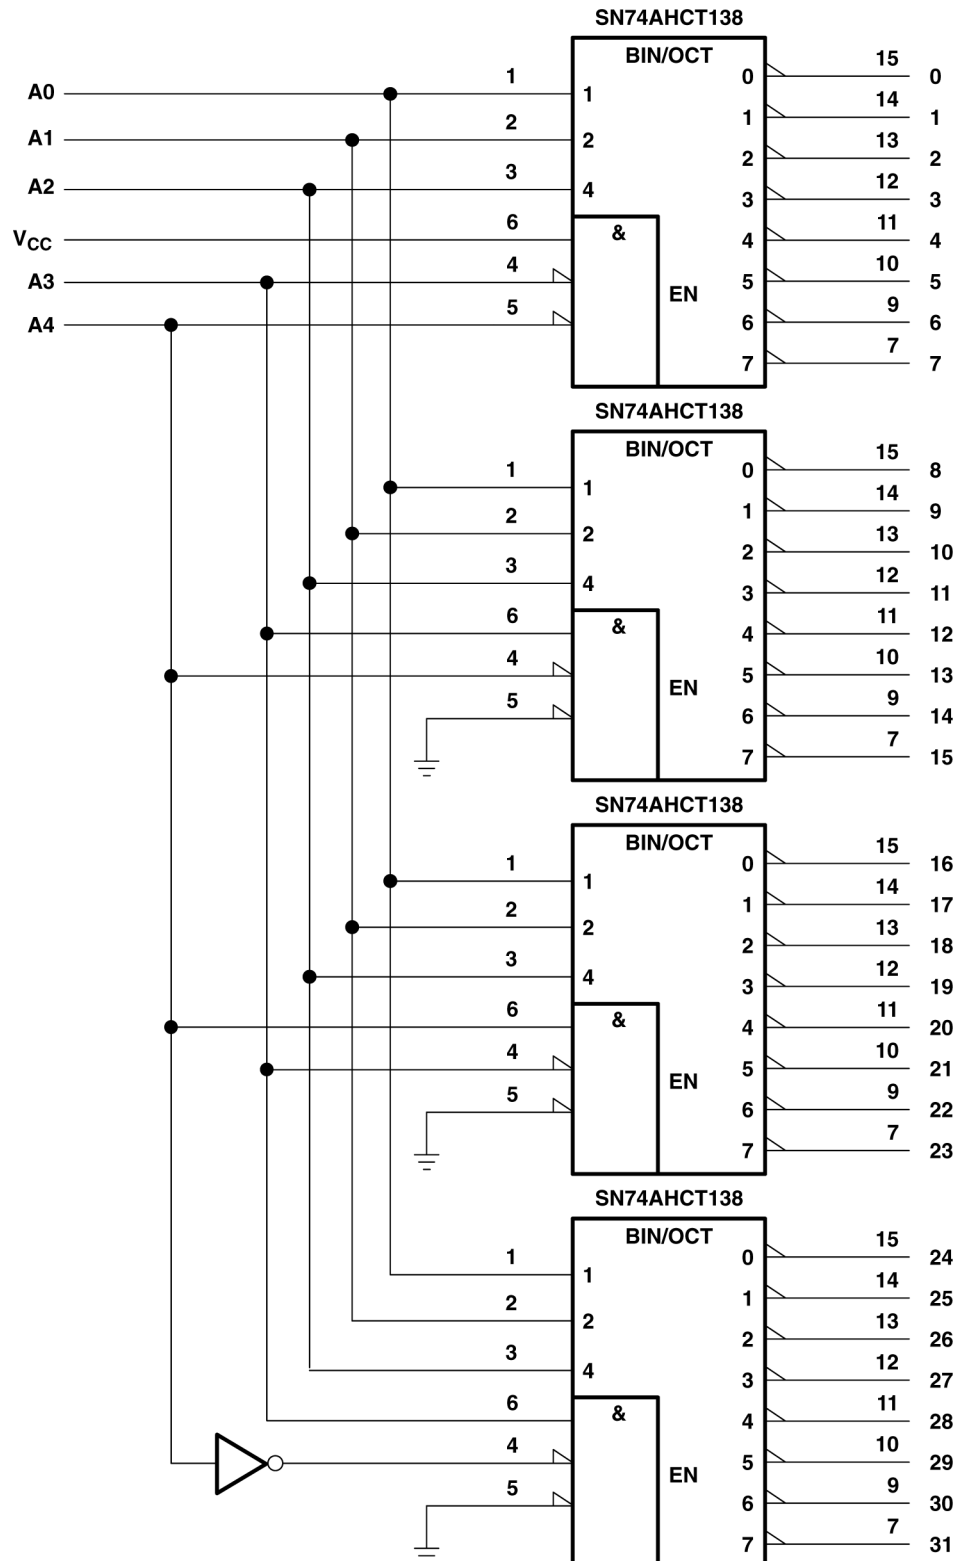 SN74AHCT138
BIN/OCT
A0 1 1 0 15 0
A1 2 2 1 14 1
A2 3 4 2 13 2
3 12 3
VCC 6 & 4 11 4
A3 4 EN 5 10 5
A4 5 6 9 6
7 7 7
SN74AHCT138
BIN/OCT
1 1 0 15 8
2 2 1 14 9
3 4 2 13 10
3 12 11
6 & 4 11 12
4 EN 5 10 13
5 6 9 14
7 7 15
SN74AHCT138
BIN/OCT
1 1 0 15 16
2 2 1 14 17
3 4 2 13 18
3 12 19
6 & 4 11 20
4 EN 5 10 21
5 6 9 22
7 7 23
SN74AHCT138
BIN/OCT
1 1 0 15 24
2 2 1 14 25
3 4 2 13 26
3 12 27
6 & 4 11 28
4 EN 5 10 29
5 6 9 30
7 7 31